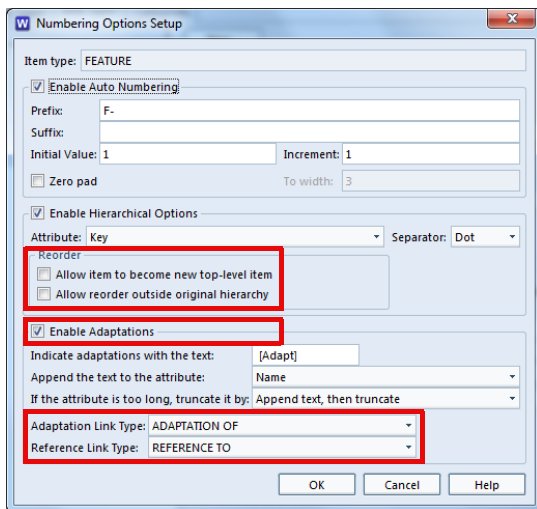 W Numbering Options Setup X
Item type: FEATURE
Enable Auto Numbering
Prefix: F-
Suffix:
Initial Value: 1 Increment: 1
Zero pad To width: 3
Enable Hierarchical Options
Attribute: Key Separator: Dot
Reorder
Allow item to become new top-level item
Allow reorder outside original hierarchy
Enable Adaptations
Indicate adaptations with the text: [Adapt]
Append the text to the attribute: Name
If the attribute is too long, truncate it by: Append text, then truncate
Adaptation Link Type: ADAPTATION OF
Reference Link Type: REFERENCE TO
OK Cancel Help